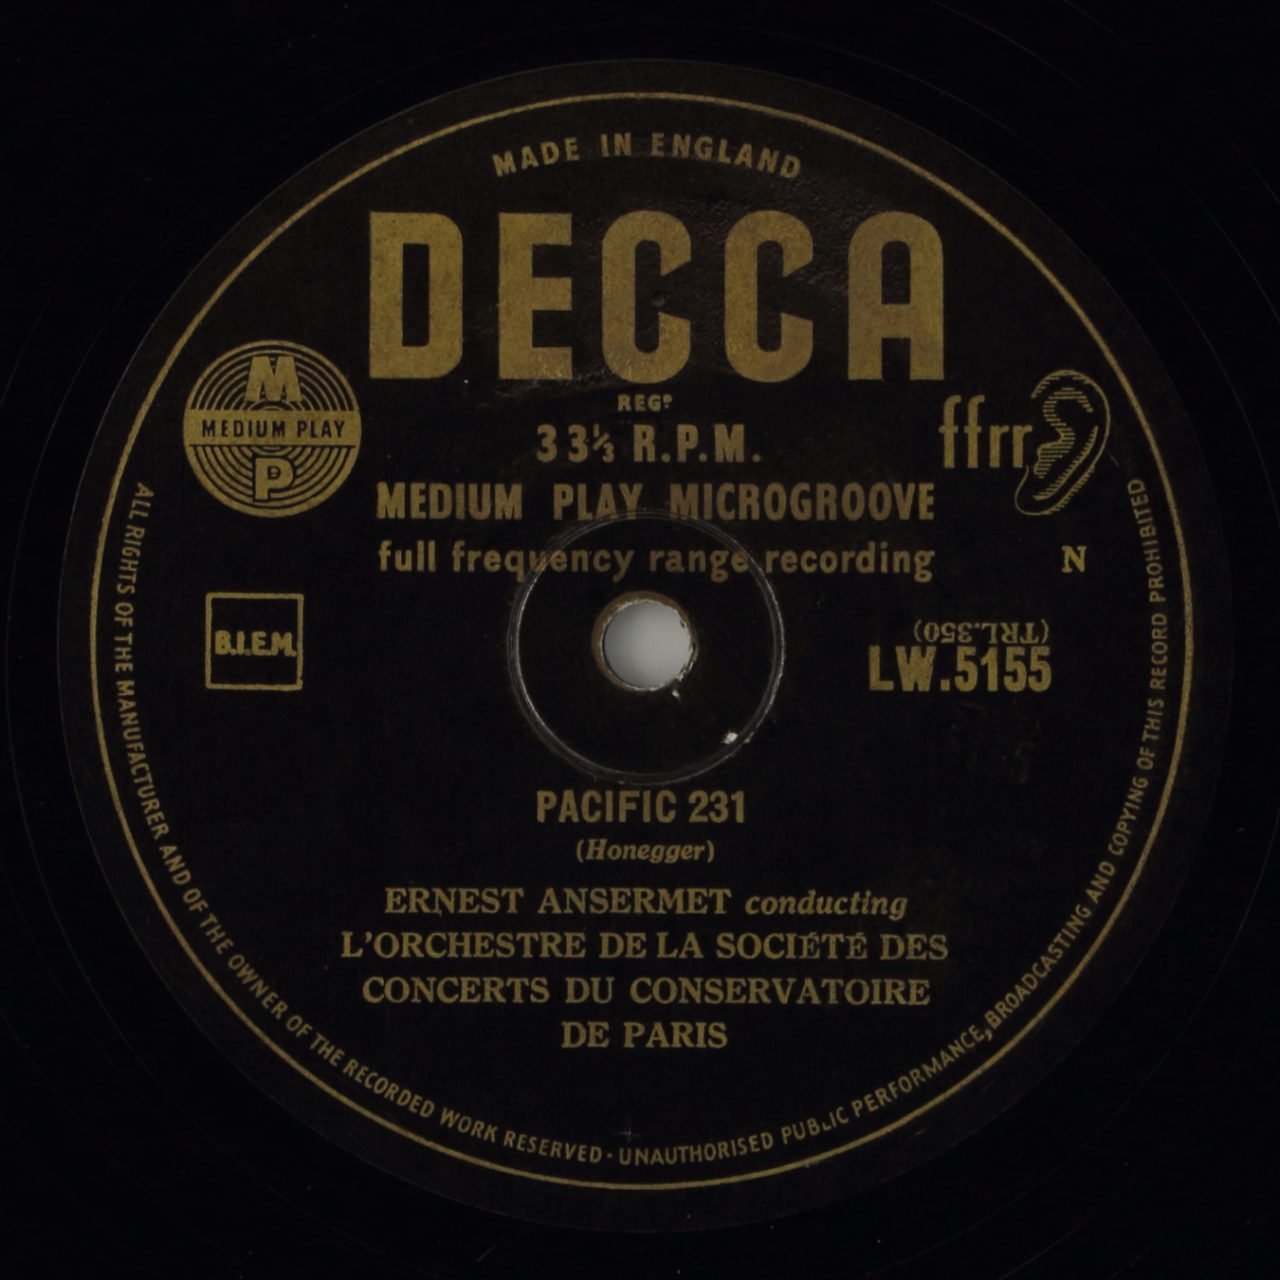 MADE IN ENGLAND
DECCA
REGD
33⅓ R.P.M.
M
MEDIUM PLAY
P
ffrr
MEDIUM PLAY MICROGROOVE
full frequency range recording
N
B.I.E.M.
(TRL.350)
LW.5155
PACIFIC 231
(Honegger)
ERNEST ANSERMET conducting
L'ORCHESTRE DE LA SOCIÉTÉ DES
CONCERTS DU CONSERVATOIRE
DE PARIS
ALL RIGHTS OF THE MANUFACTURER AND OF THE OWNER OF THE RECORDED WORK RESERVED · UNAUTHORISED PUBLIC PERFORMANCE, BROADCASTING AND COPYING OF THIS RECORD PROHIBITED